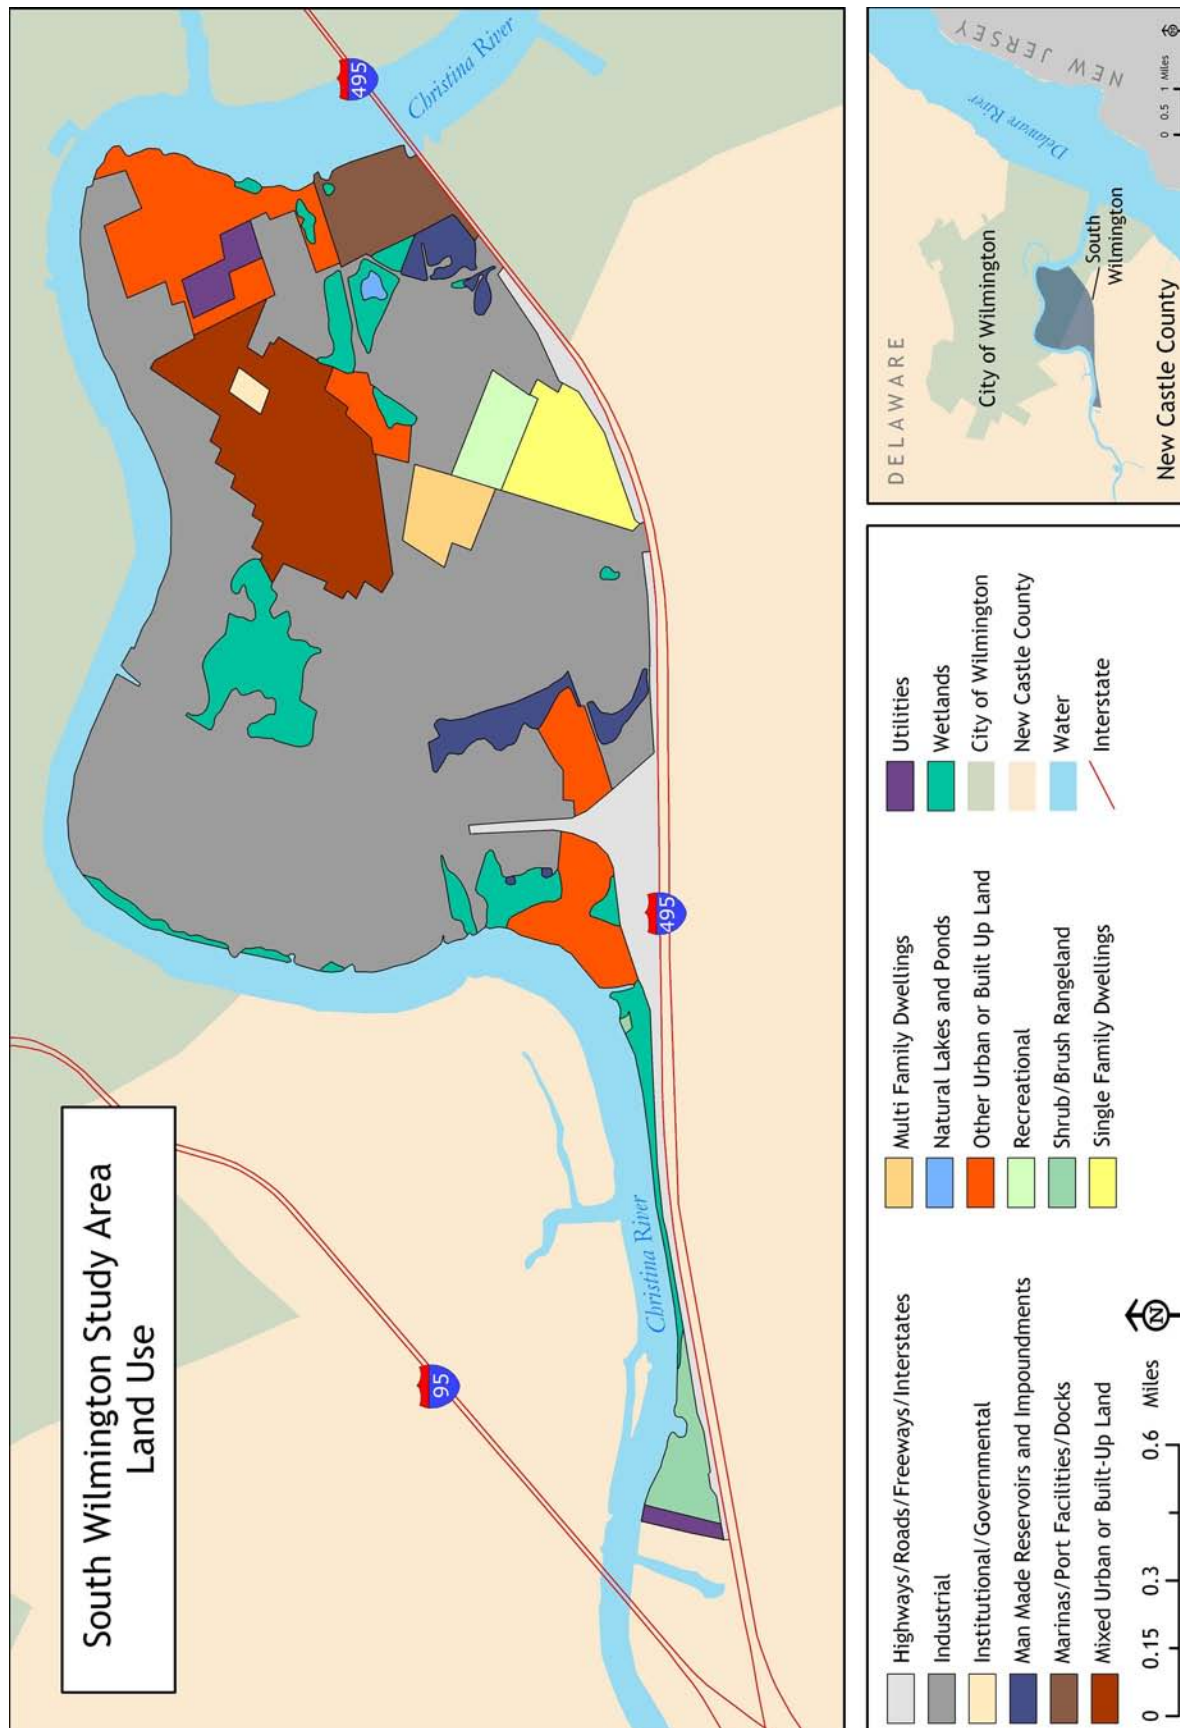 South Wilmington Study Area
Land Use
495
Christina River
95
495
Christina River
Highways/Roads/Freeways/Interstates
Industrial
Institutional/Governmental
Man Made Reservoirs and Impoundments
Marinas/Port Facilities/Docks
Mixed Urban or Built-Up Land
Multi Family Dwellings
Natural Lakes and Ponds
Other Urban or Built Up Land
Recreational
Shrub/Brush Rangeland
Single Family Dwellings
Utilities
Wetlands
City of Wilmington
New Castle County
Water
Interstate
0 0.15 0.3 0.6 Miles
N
DELAWARE
NEW JERSEY
City of Wilmington
Delaware River
South
Wilmington
New Castle County
0 0.5 1 Miles
N